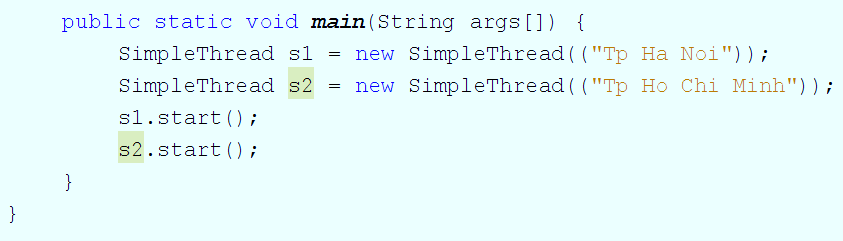 public static void main(String args[]) {
SimpleThread s1 = new SimpleThread(("Tp Ha Noi"));
SimpleThread s2 = new SimpleThread(("Tp Ho Chi Minh"));
s1.start();
s2.start();
}
}